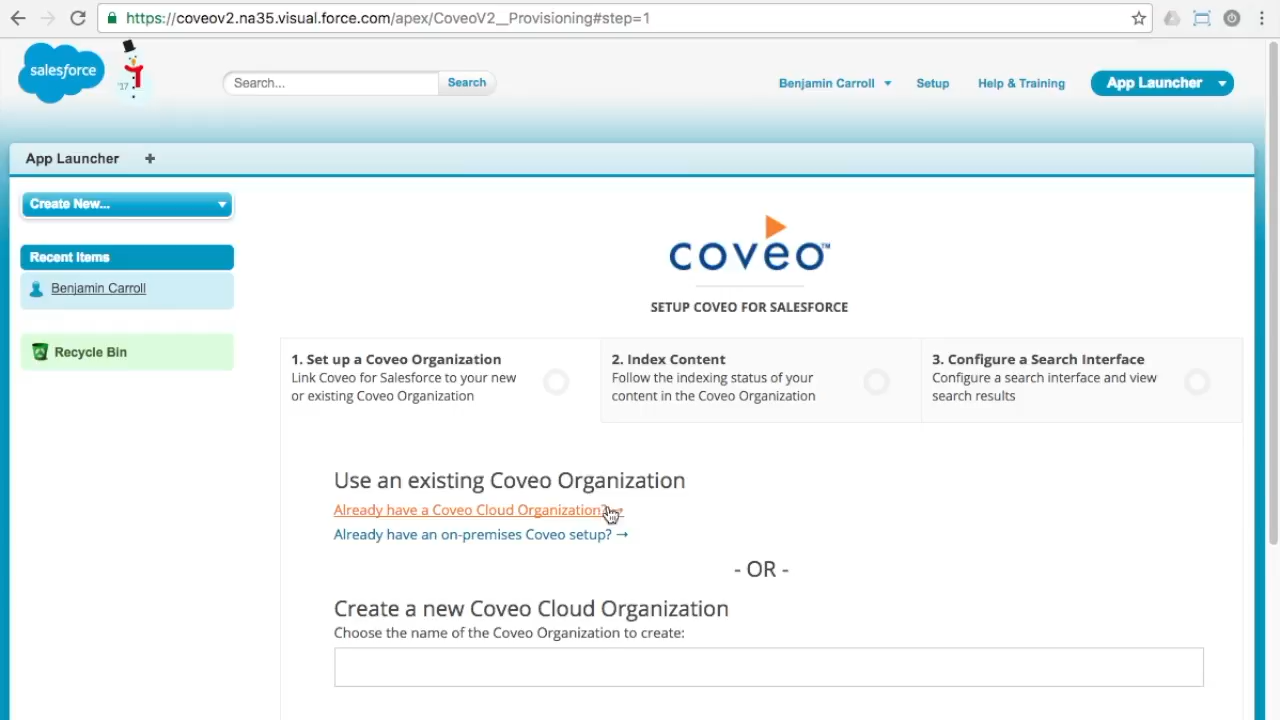 https://coveov2.na35.visual.force.com/apex/CoveoV2__Provisioning#step=1
salesforce
'17
Search...
Search
Benjamin Carroll
Setup
Help & Training
App Launcher
App Launcher
Create New...
Recent Items
Benjamin Carroll
Recycle Bin
coveo™
SETUP COVEO FOR SALESFORCE
1. Set up a Coveo Organization
Link Coveo for Salesforce to your new
or existing Coveo Organization
2. Index Content
Follow the indexing status of your
content in the Coveo Organization
3. Configure a Search Interface
Configure a search interface and view
search results
Use an existing Coveo Organization
Already have a Coveo Cloud Organization?
Already have an on-premises Coveo setup? →
- OR -
Create a new Coveo Cloud Organization
Choose the name of the Coveo Organization to create: